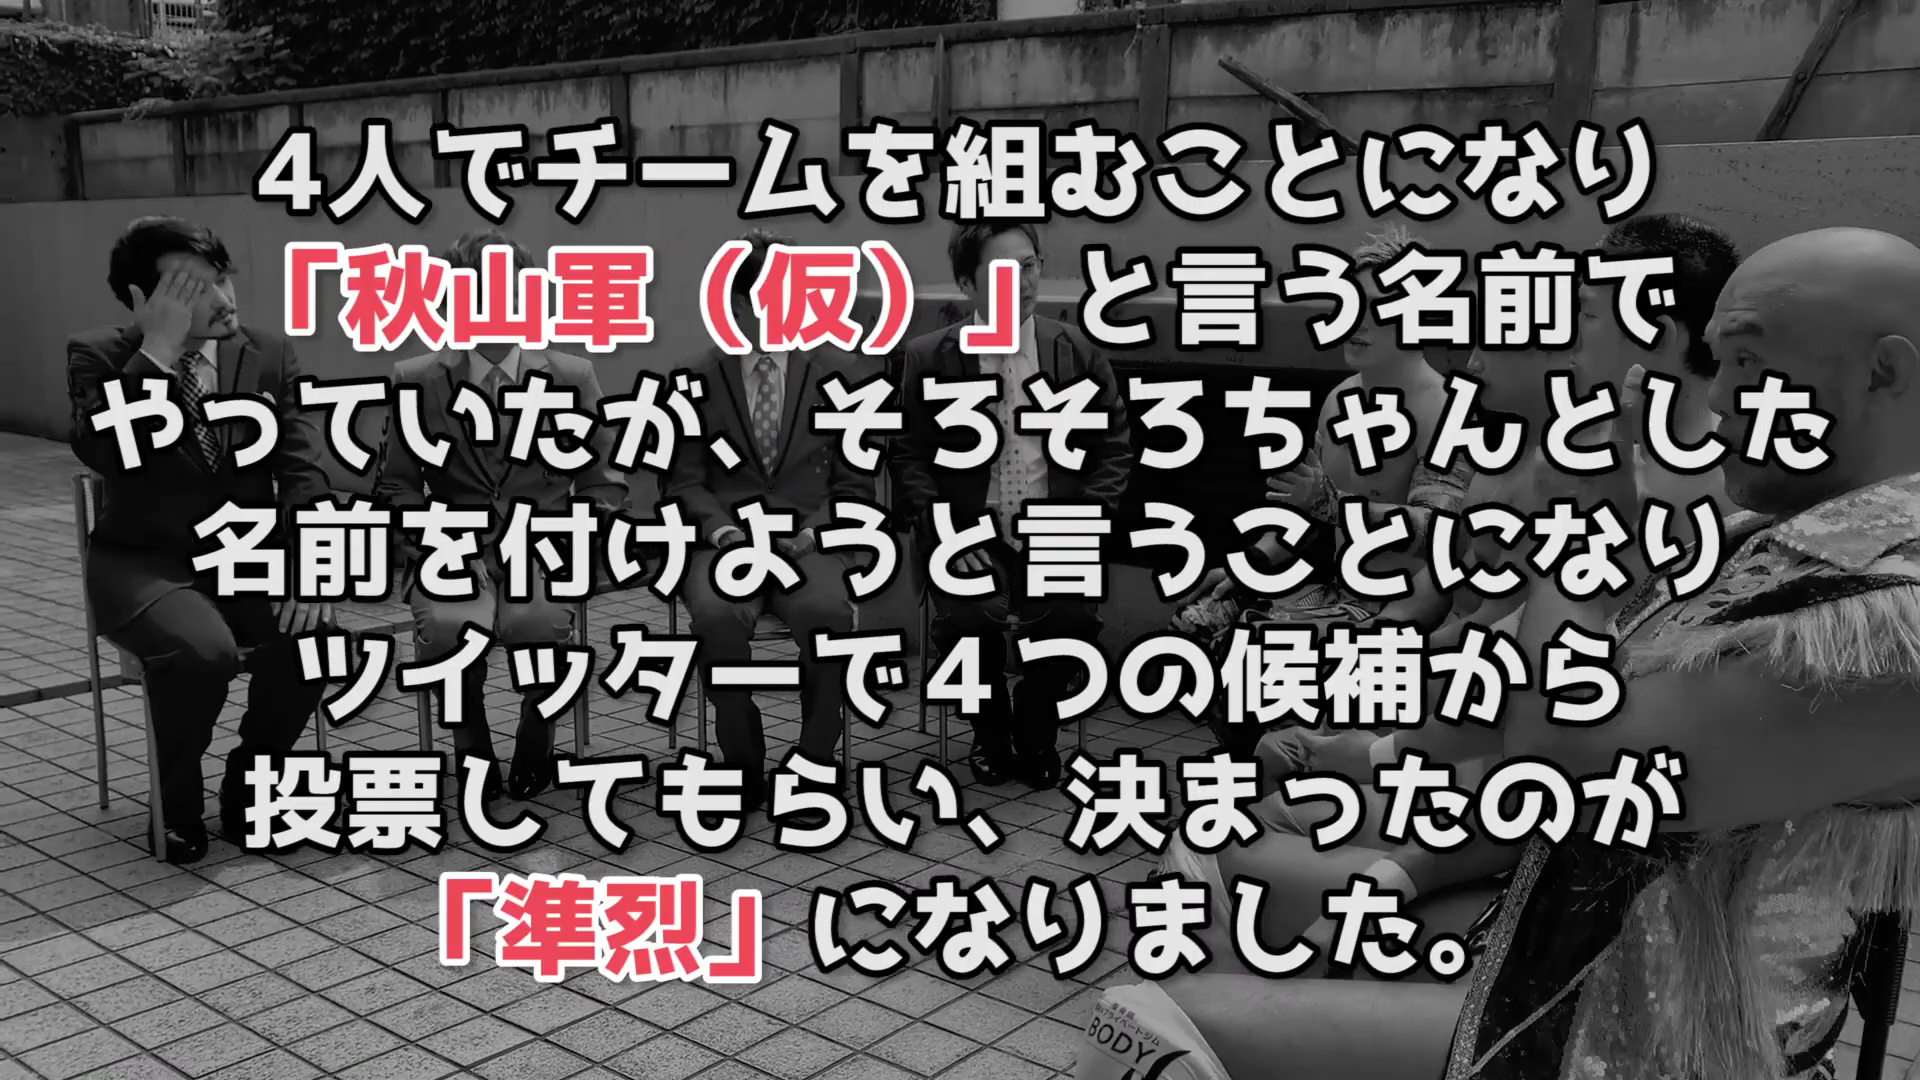 4人でチームを組むことになり
「秋山軍（仮）」と言う名前で
やっていたが、そろそろちゃんとした
名前を付けようと言うことになり
ツイッターで4つの候補から
投票してもらい、決まったのが
「準烈」になりました。
BODY